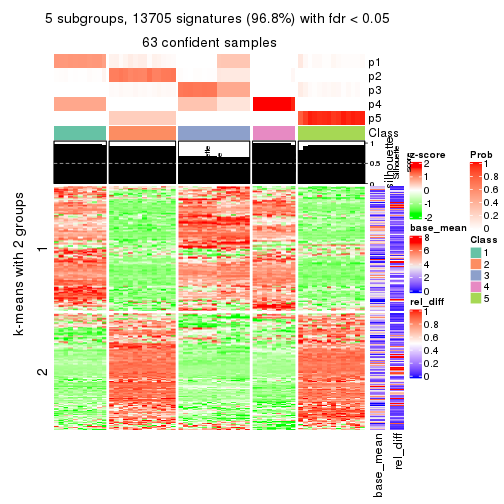 5 subgroups, 13705 signatures (96.8%) with fdr < 0.05
63 confident samples
p1
p2
p3
p4
p5
Class
1
0.5
0
silhouette
Silhouette
score
k-means with 2 groups
1
2
base_mean
rel_diff
z-score
2
1
0
-1
-2
base_mean
8
6
4
2
0
rel_diff
1
0.8
0.6
0.4
0.2
0
Prob
1
0.8
0.6
0.4
0.2
0
Class
1
2
3
4
5